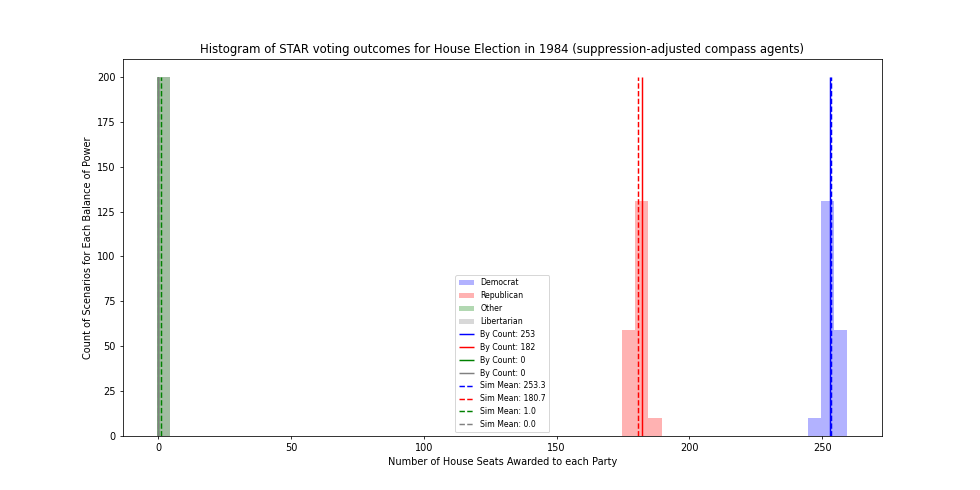 Histogram of STAR voting outcomes for House Election in 1984 (suppression-adjusted compass agents)
Count of Scenarios for Each Balance of Power
200
175
150
125
100
75
50
25
0
Democrat
Republican
Other
Libertarian
By Count: 253
By Count: 182
By Count: 0
By Count: 0
Sim Mean: 253.3
Sim Mean: 180.7
Sim Mean: 1.0
Sim Mean: 0.0
0 50 100 150 200 250
Number of House Seats Awarded to each Party